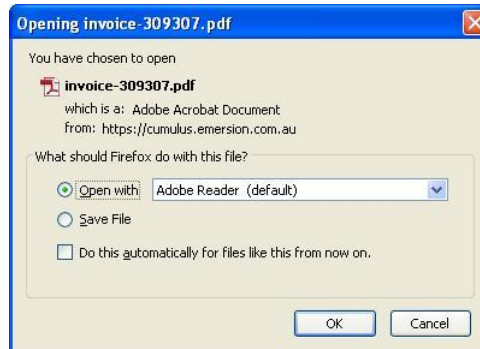 Opening invoice-309307.pdf
You have chosen to open
invoice-309307.pdf
which is a: Adobe Acrobat Document
from: https://cumulus.emersion.com.au
What should Firefox do with this file?
Open with Adobe Reader (default)
Save File
Do this automatically for files like this from now on.
OK Cancel